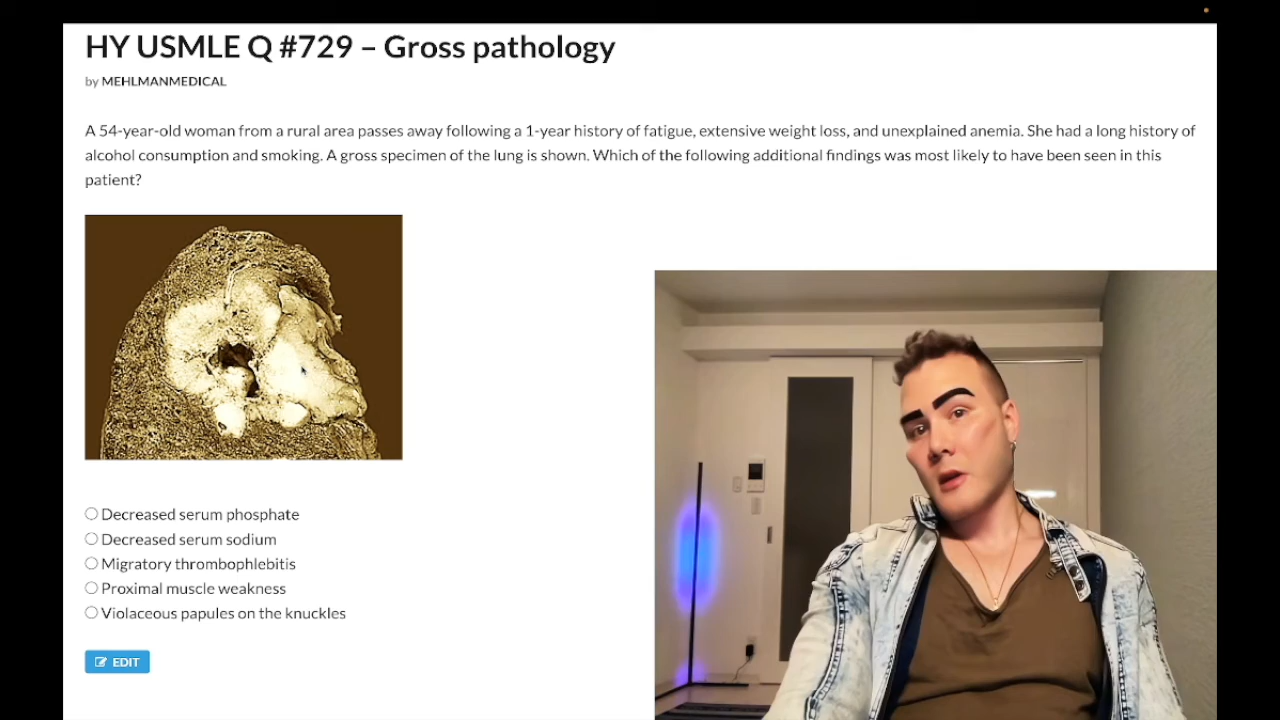 HY USMLE Q #729 – Gross pathology
by MEHLMANMEDICAL
A 54-year-old woman from a rural area passes away following a 1-year history of fatigue, extensive weight loss, and unexplained anemia. She had a long history of
alcohol consumption and smoking. A gross specimen of the lung is shown. Which of the following additional findings was most likely to have been seen in this
patient?
Decreased serum phosphate
Decreased serum sodium
Migratory thrombophlebitis
Proximal muscle weakness
Violaceous papules on the knuckles
EDIT